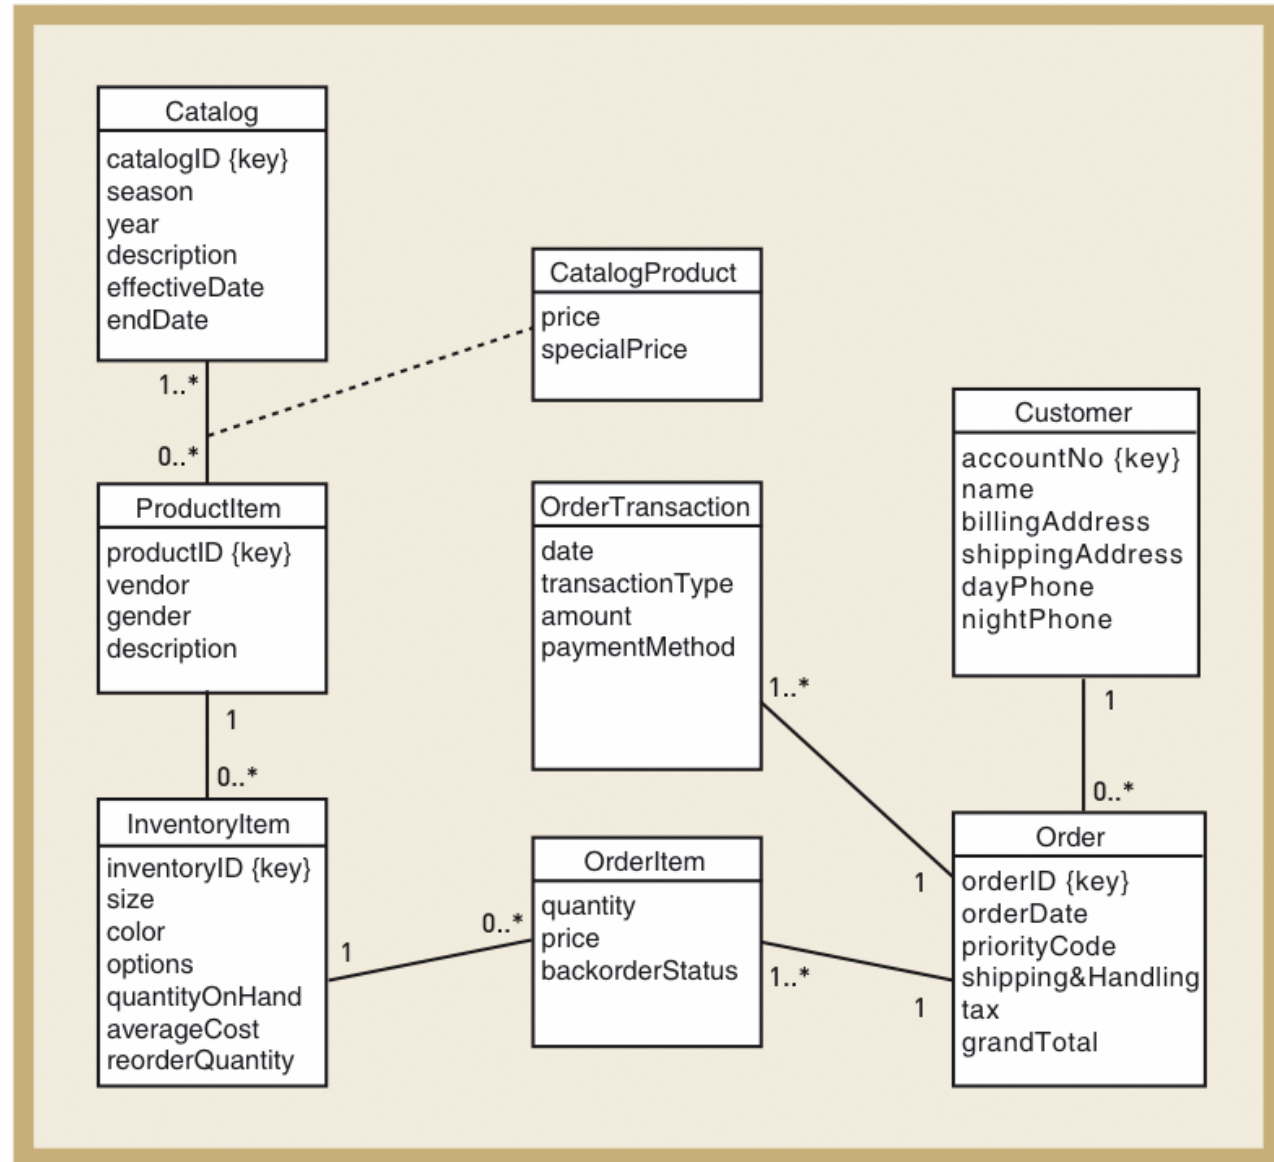 Catalog
catalogID {key}
season
year
description
effectiveDate
endDate
1..*
0..*
CatalogProduct
price
specialPrice
ProductItem
productID {key}
vendor
gender
description
1
0..*
OrderTransaction
date
transactionType
amount
paymentMethod
1..*
1
Customer
accountNo {key}
name
billingAddress
shippingAddress
dayPhone
nightPhone
1
0..*
InventoryItem
inventoryID {key}
size
color
options
quantityOnHand
averageCost
reorderQuantity
1
0..*
OrderItem
quantity
price
backorderStatus
1..*
1
Order
orderID {key}
orderDate
priorityCode
shipping&Handling
tax
grandTotal